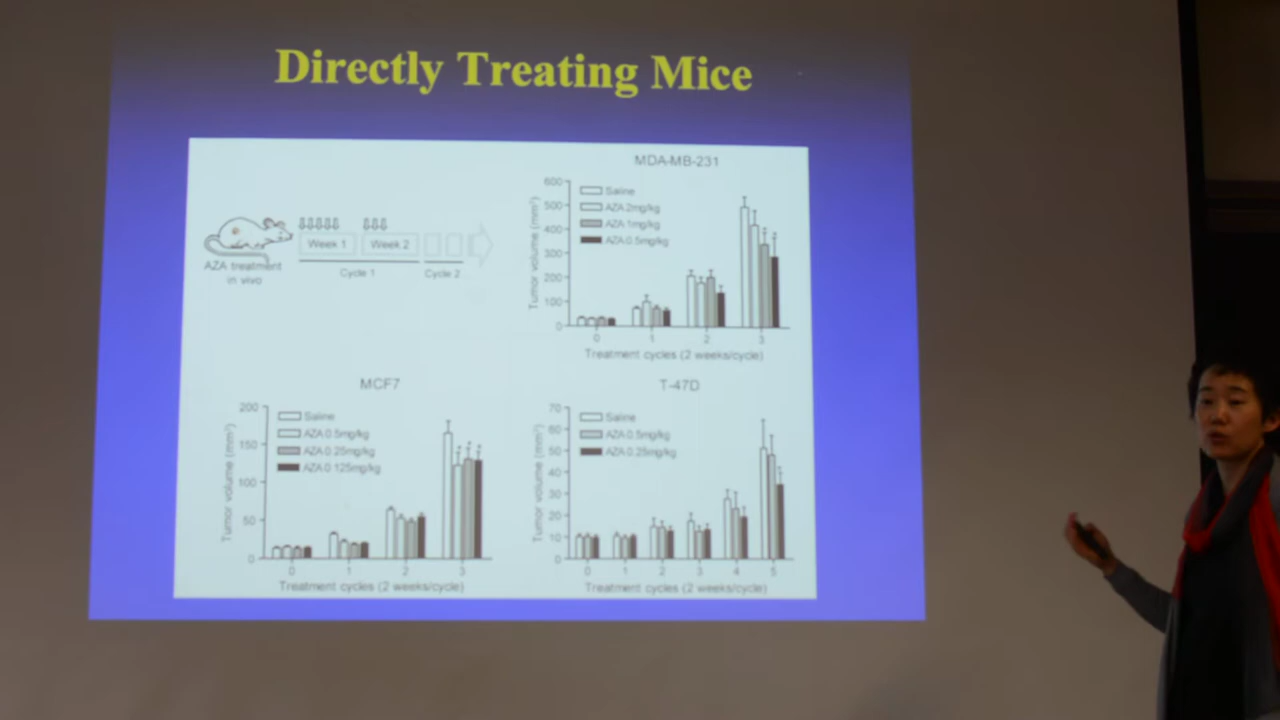 Directly Treating Mice
AZA treatment
in vivo
Week 1
Week 2
Cycle 1
Cycle 2
MDA-MB-231
Tumor volume (mm³)
600
500
400
300
200
100
0
Saline
AZA 2mg/kg
AZA 1mg/kg
AZA 0.5mg/kg
0 1 2 3
Treatment cycles (2 weeks/cycle)
MCF7
Tumor volume (mm³)
200
150
100
50
0
Saline
AZA 0.5mg/kg
AZA 0.25mg/kg
AZA 0.125mg/kg
0 1 2 3
Treatment cycles (2 weeks/cycle)
T-47D
Tumor volume (mm³)
70
60
50
40
30
20
10
0
Saline
AZA 0.5mg/kg
AZA 0.25mg/kg
0 1 2 3 4 5
Treatment cycles (2 weeks/cycle)